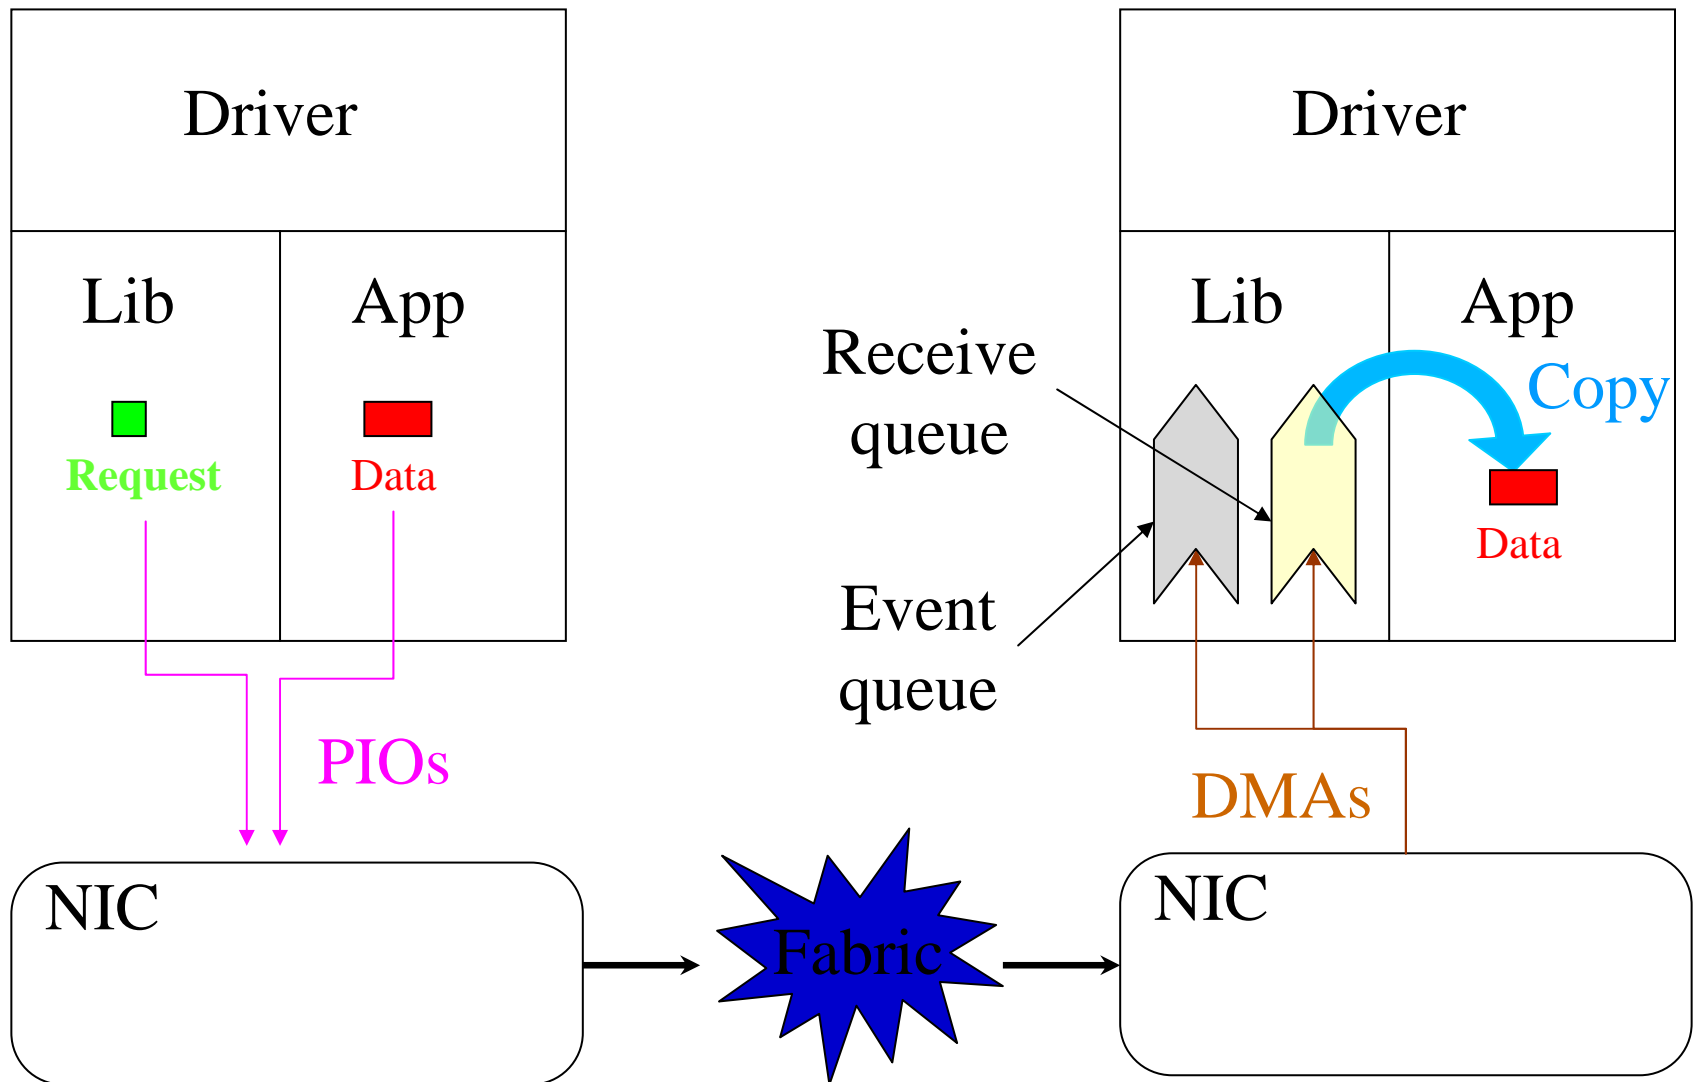 Driver
Lib
App
Request
Data
PIOs
NIC
Fabric
Receive
queue
Event
queue
Driver
Lib
App
Copy
Data
DMAs
NIC